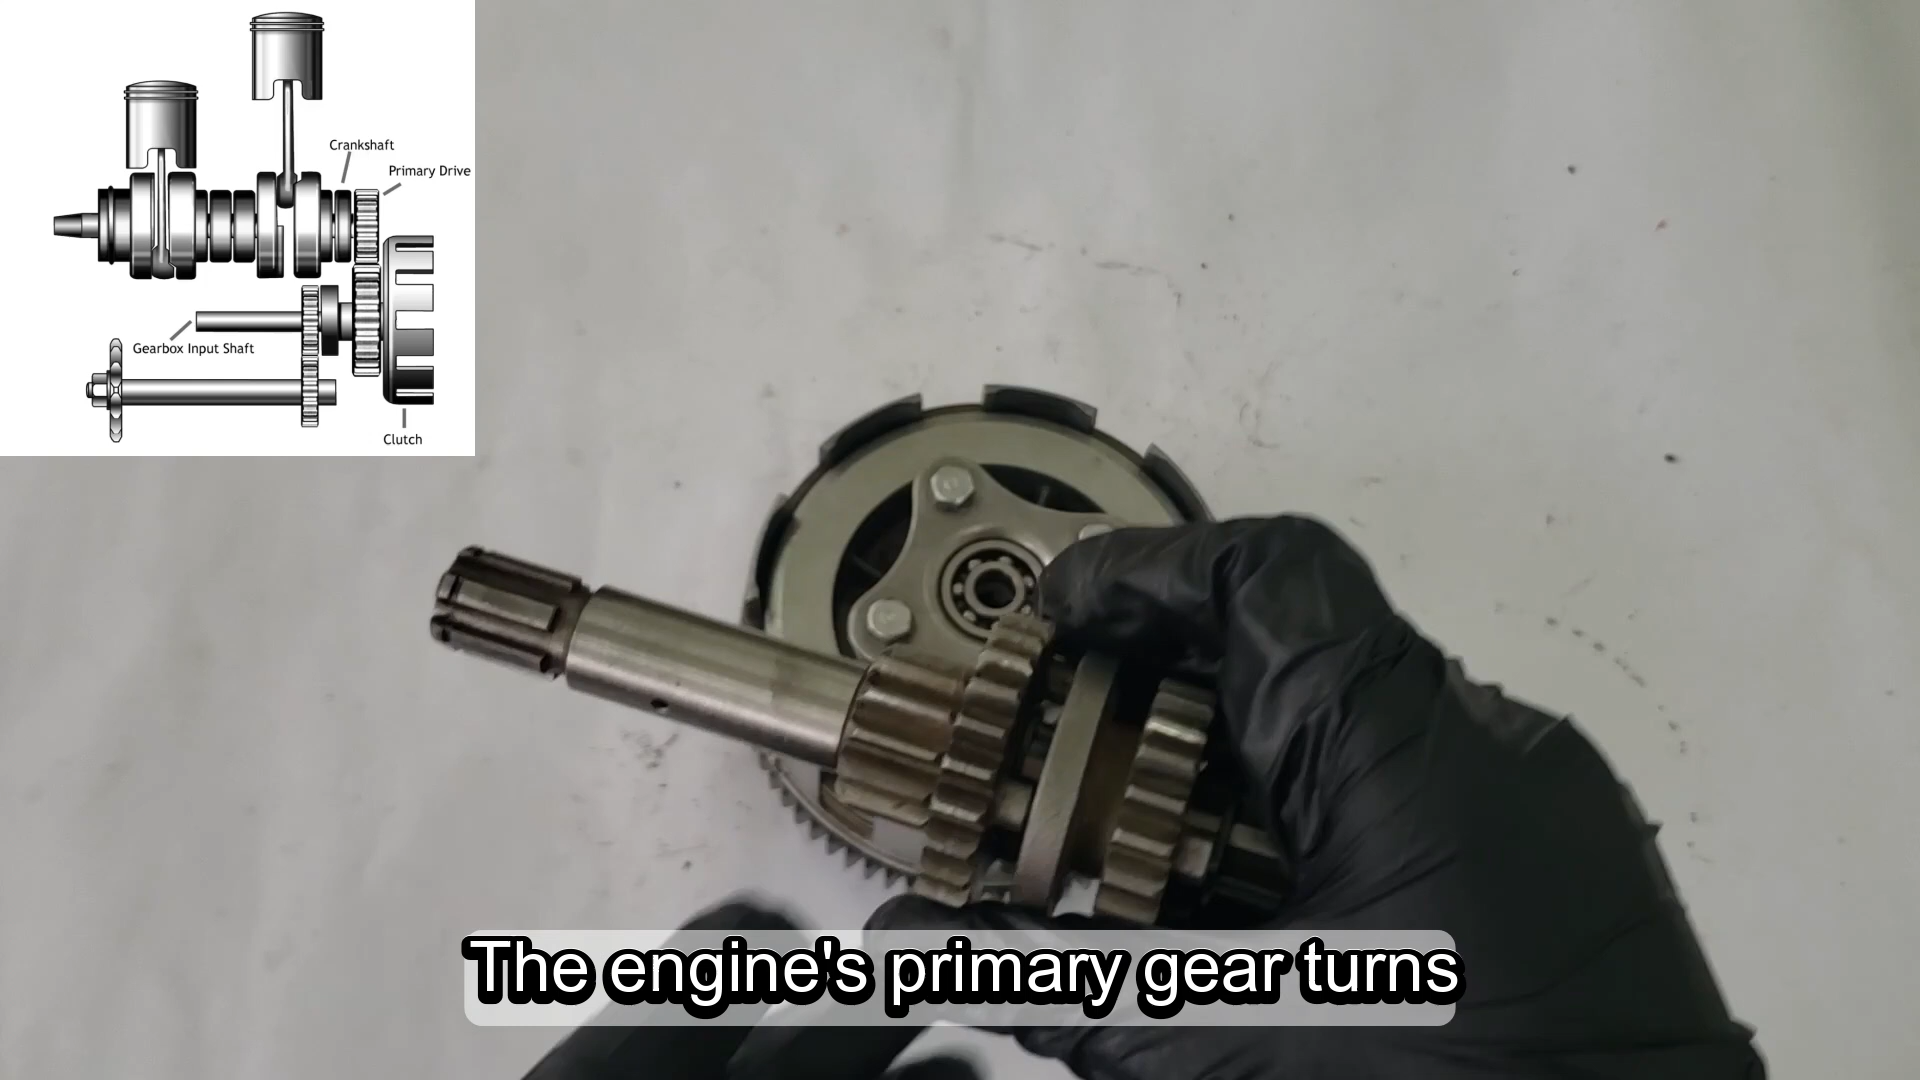 Crankshaft
Primary Drive
Gearbox Input Shaft
Clutch
The engine's primary gear turns